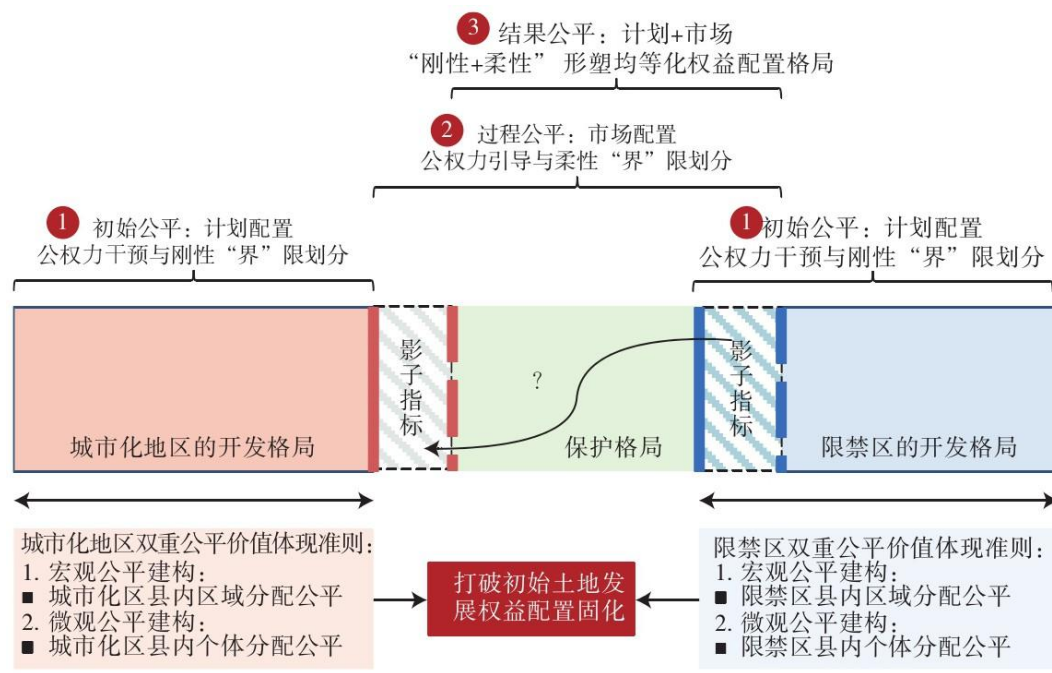 3 结果公平：计划+市场
“刚性+柔性” 形塑均等化权益配置格局
2 过程公平：市场配置
公权力引导与柔性“界”限划分
1 初始公平：计划配置
公权力干预与刚性“界”限划分
1 初始公平：计划配置
公权力干预与刚性“界”限划分
城市化地区的开发格局
影子指标
?
保护格局
影子指标
限禁区的开发格局
城市化地区双重公平价值体现准则：
1. 宏观公平建构：
■ 城市化区县内区域分配公平
2. 微观公平建构：
■ 城市化区县内个体分配公平
打破初始土地发
展权益配置固化
限禁区双重公平价值体现准则：
1. 宏观公平建构：
■ 限禁区县内区域分配公平
2. 微观公平建构：
■ 限禁区县内个体分配公平